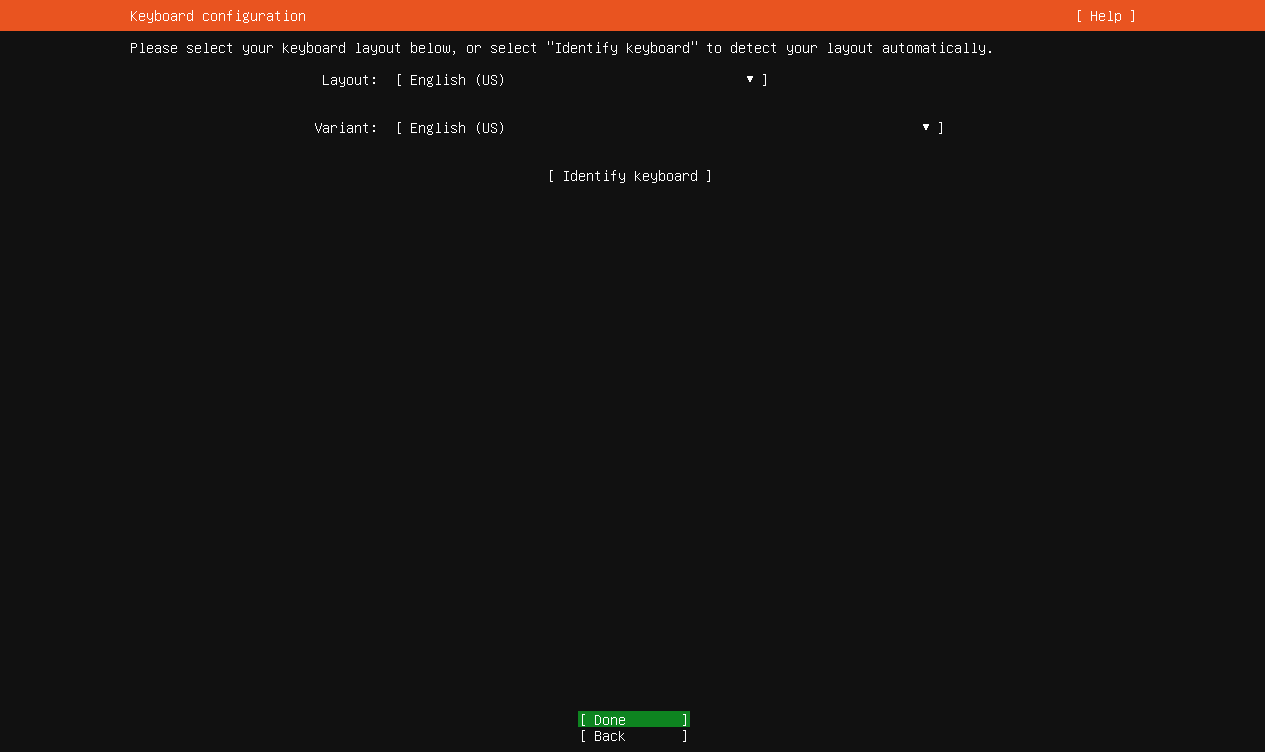 Keyboard configuration [ Help ]
Please select your keyboard layout below, or select "Identify keyboard" to detect your layout automatically.
Layout: [ English (US) ▼ ]
Variant: [ English (US) ▼ ]
[ Identify keyboard ]
[ Done ]
[ Back ]